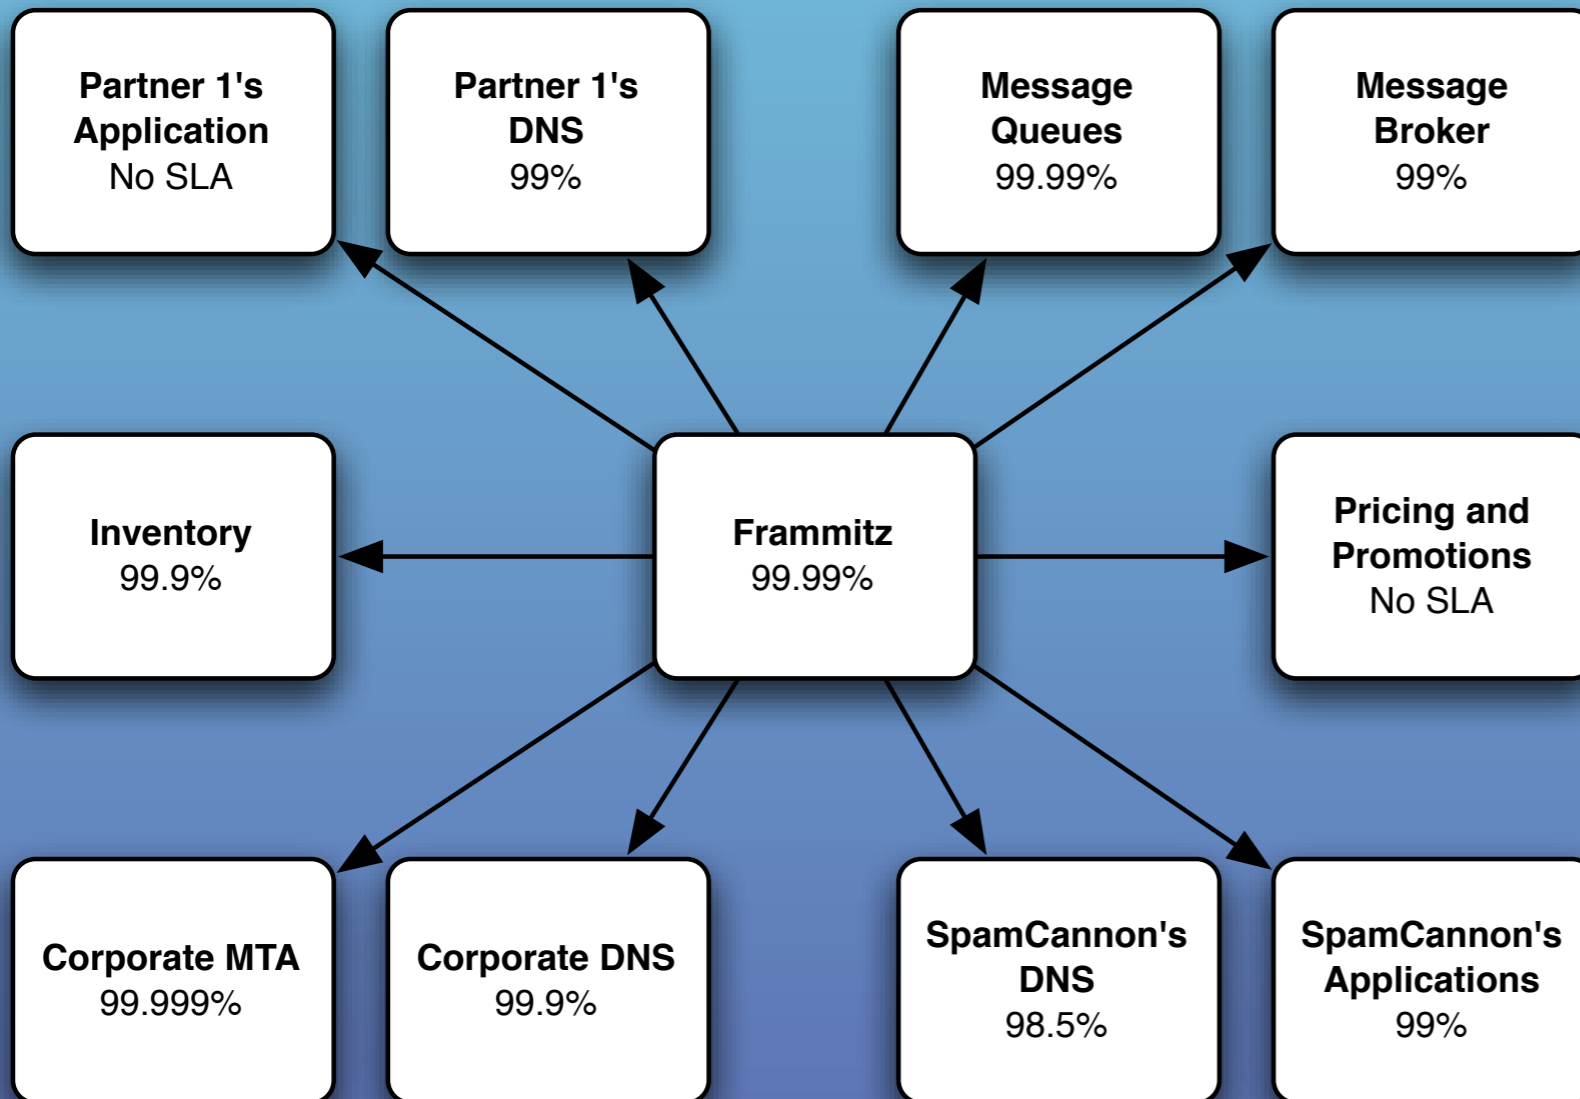 Partner 1's
Application
No SLA
Partner 1's
DNS
99%
Message
Queues
99.99%
Message
Broker
99%
Inventory
99.9%
Frammitz
99.99%
Pricing and
Promotions
No SLA
Corporate MTA
99.999%
Corporate DNS
99.9%
SpamCannon's
DNS
98.5%
SpamCannon's
Applications
99%